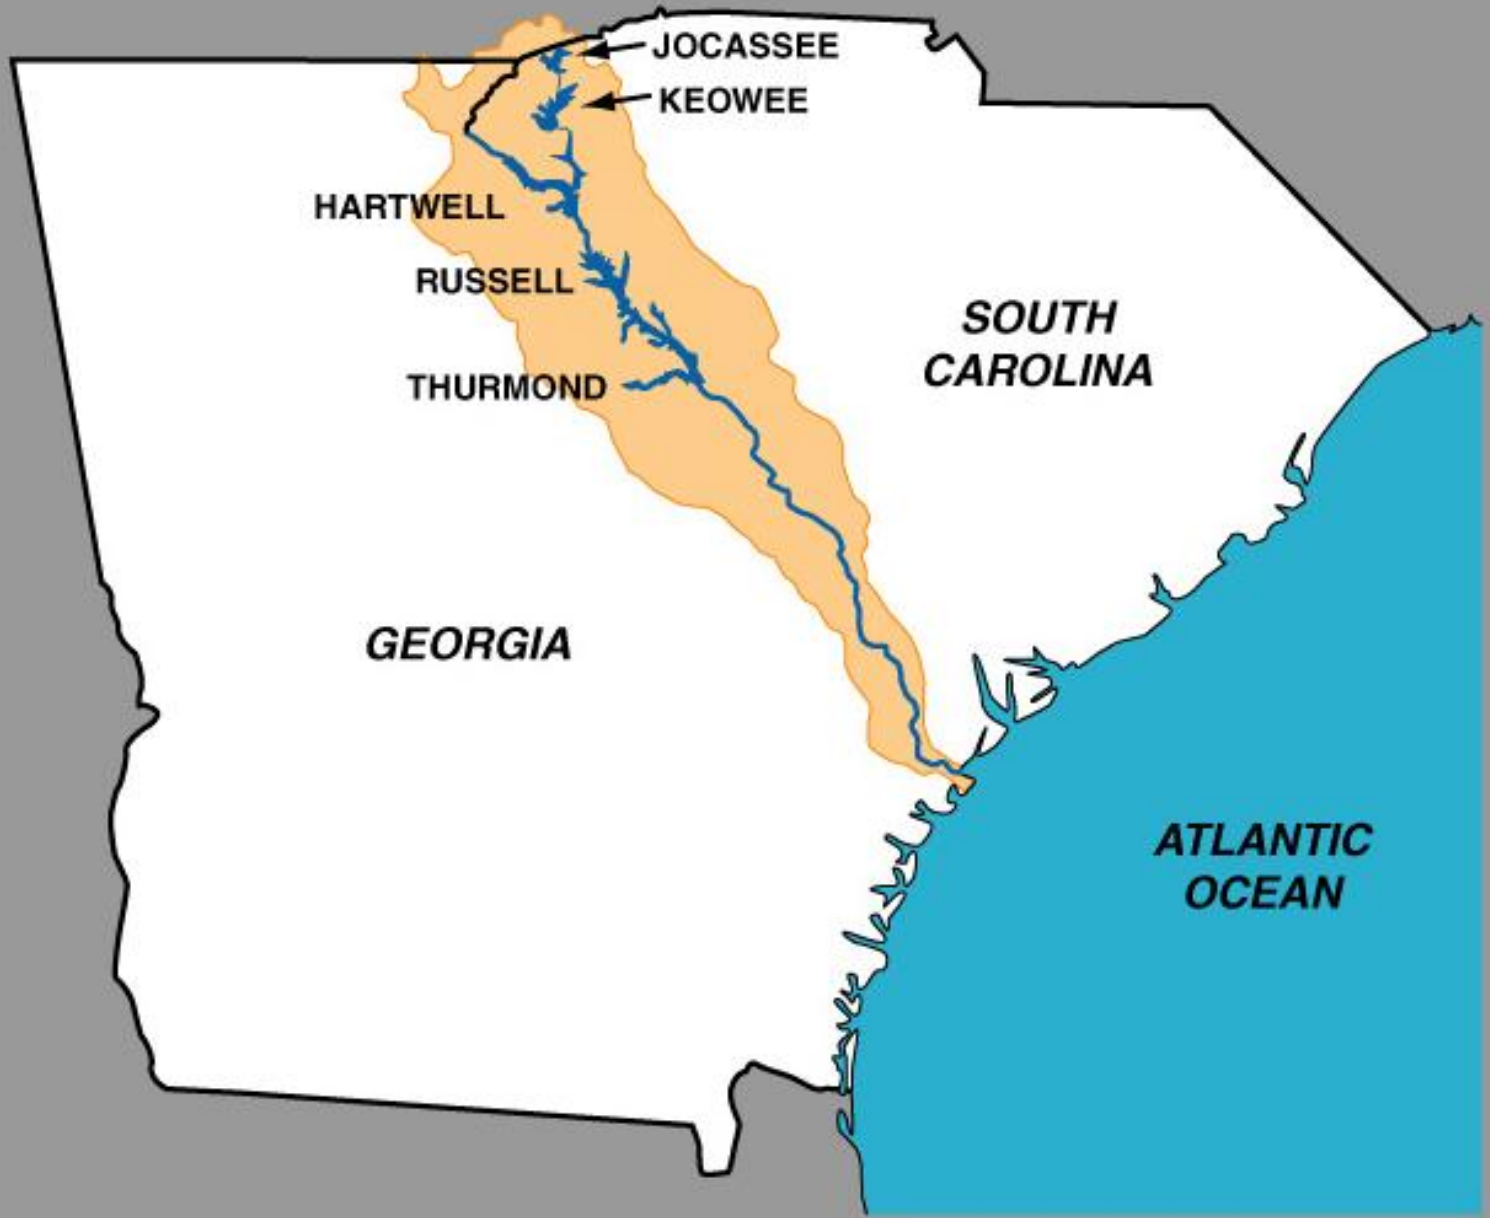 JOCASSEE
KEOWEE
HARTWELL
RUSSELL
THURMOND
SOUTH
CAROLINA
GEORGIA
ATLANTIC
OCEAN